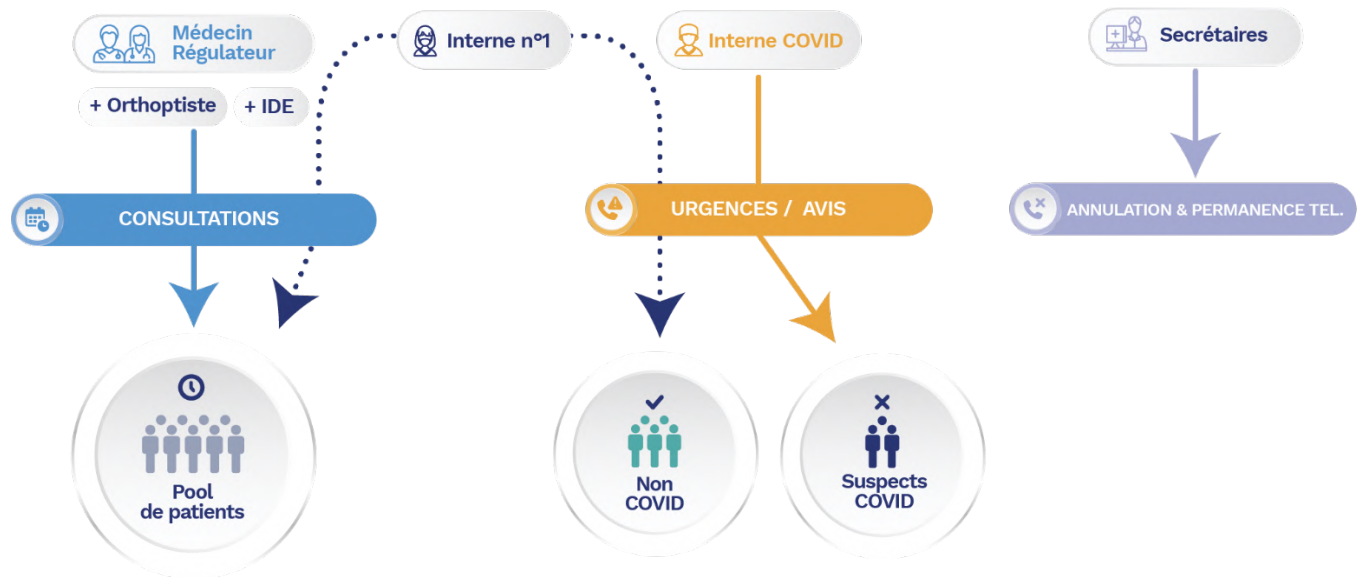 Médecin
Régulateur
+ Orthoptiste
+ IDE
Interne nº1
Interne COVID
Secrétaires
CONSULTATIONS
URGENCES / AVIS
ANNULATION & PERMANENCE TEL.
Pool
de patients
Non
COVID
Suspects
COVID